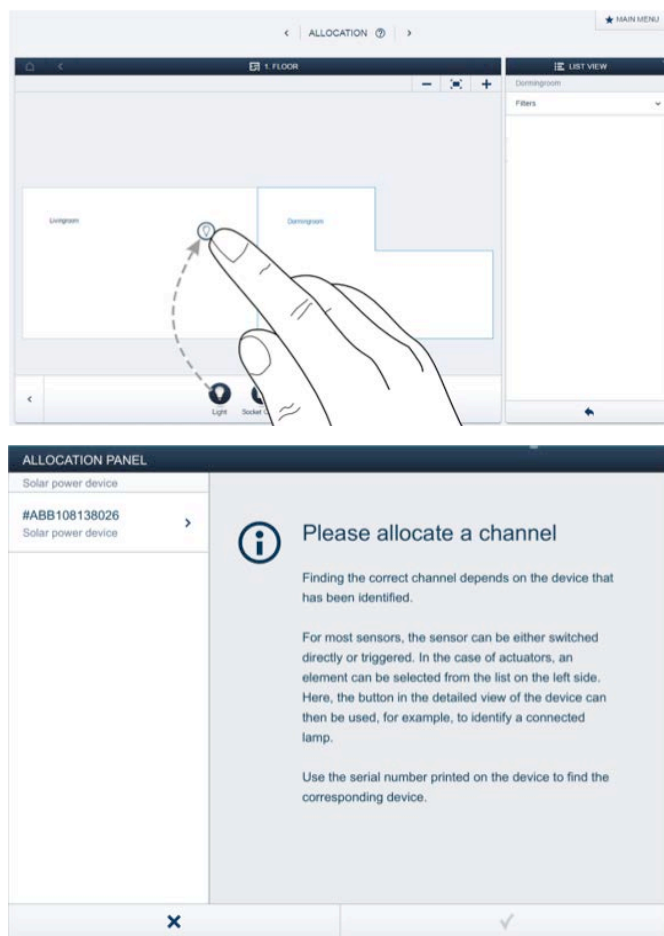 ★ MAIN MENU
< ALLOCATION ? >
1. FLOOR
LIST VIEW
Dormingroom
Filters
Livingroom
Dormingroom
Light
Socket
ALLOCATION PANEL
Solar power device
#ABB108138026
Solar power device
Please allocate a channel
Finding the correct channel depends on the device that
has been identified.
For most sensors, the sensor can be either switched
directly or triggered. In the case of actuators, an
element can be selected from the list on the left side.
Here, the button in the detailed view of the device can
then be used, for example, to identify a connected
lamp.
Use the serial number printed on the device to find the
corresponding device.